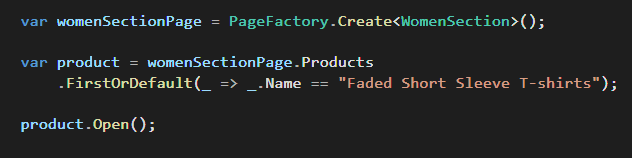 var womenSectionPage = PageFactory.Create<WomenSection>();
var product = womenSectionPage.Products
.FirstOrDefault(_ => _.Name == "Faded Short Sleeve T-shirts");
product.Open();